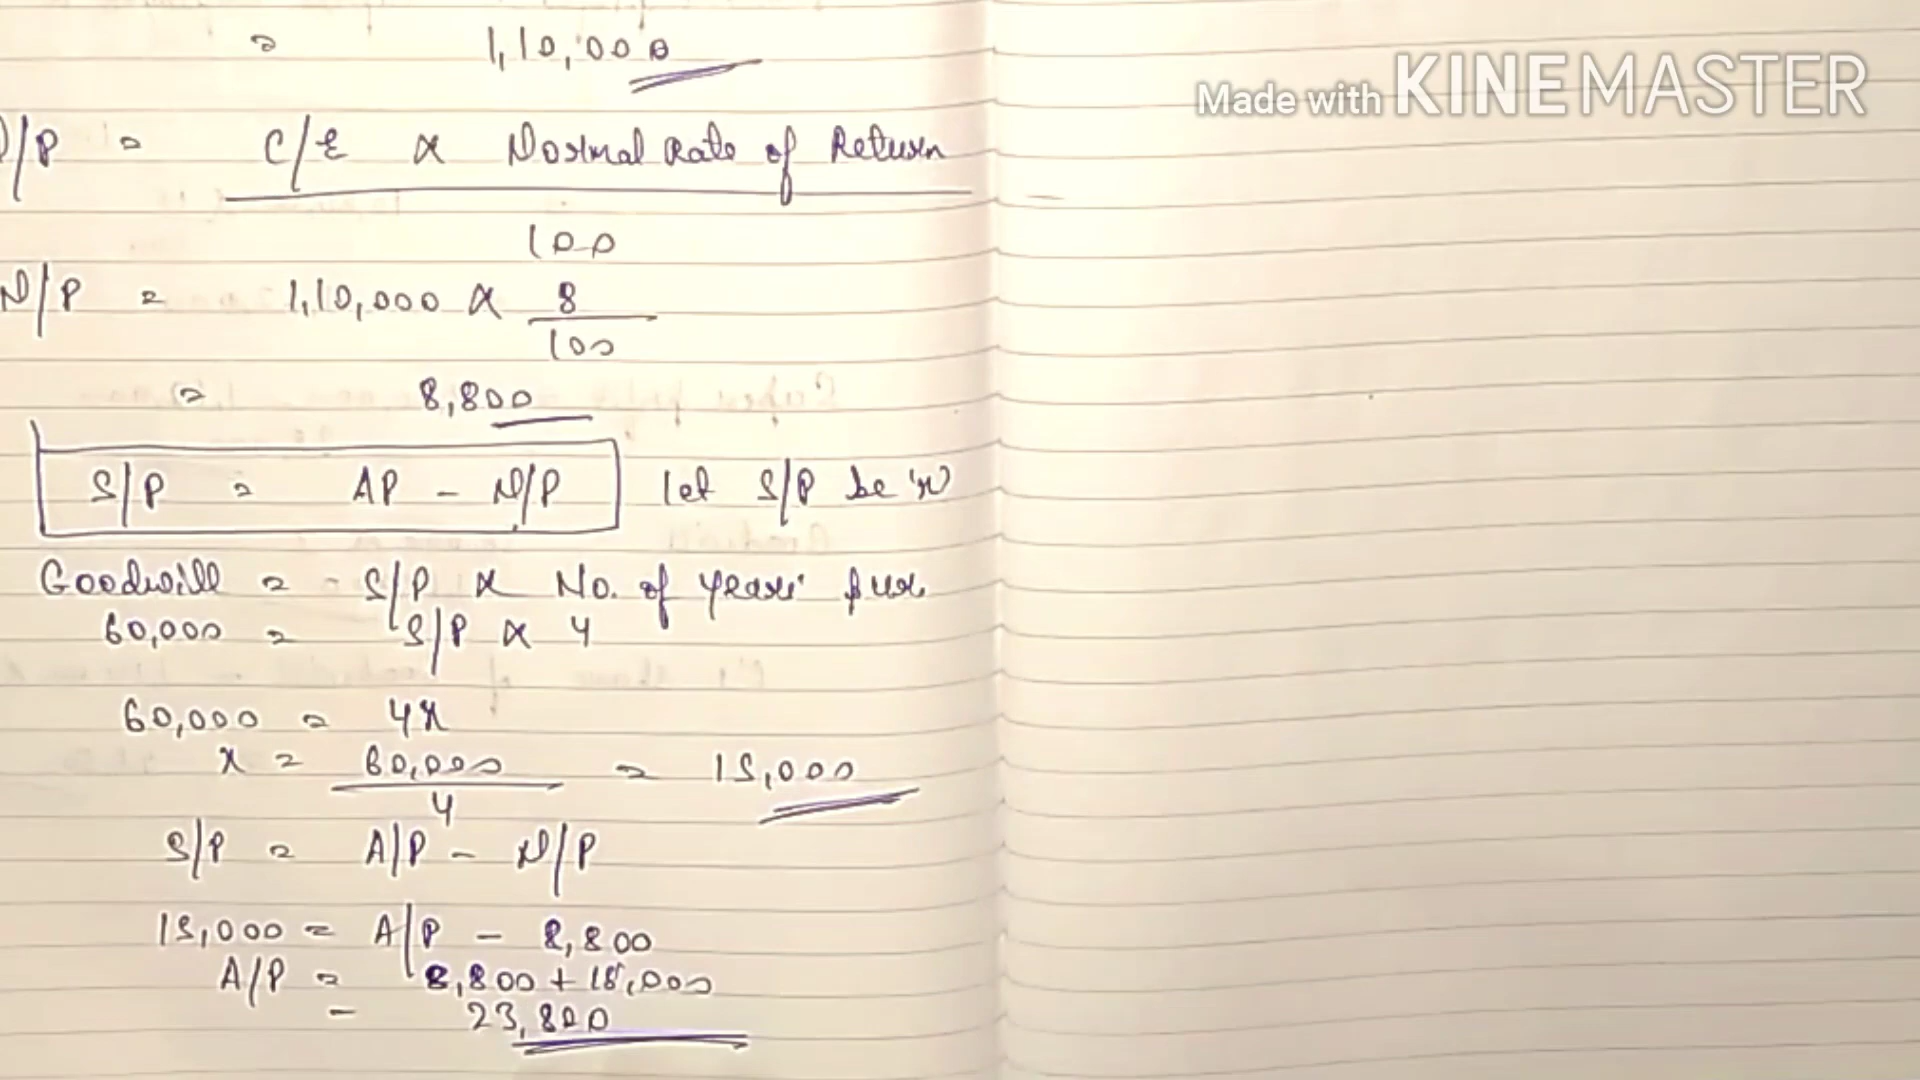 = 1,10,000
Made with KINEMASTER
/P = C/E x Normal Rate of Return
100
N/P = 1,10,000 x 8
100
= 8,800
S/P = AP - N/P let S/P be 'x'
Goodwill = S/P x No. of years' pur.
60,000 = S/P x 4
60,000 = 4x
x = 60,000 = 15,000
4
S/P = A/P - N/P
15,000 = A/P - 8,800
A/P = 8,800 + 15,000
= 23,800